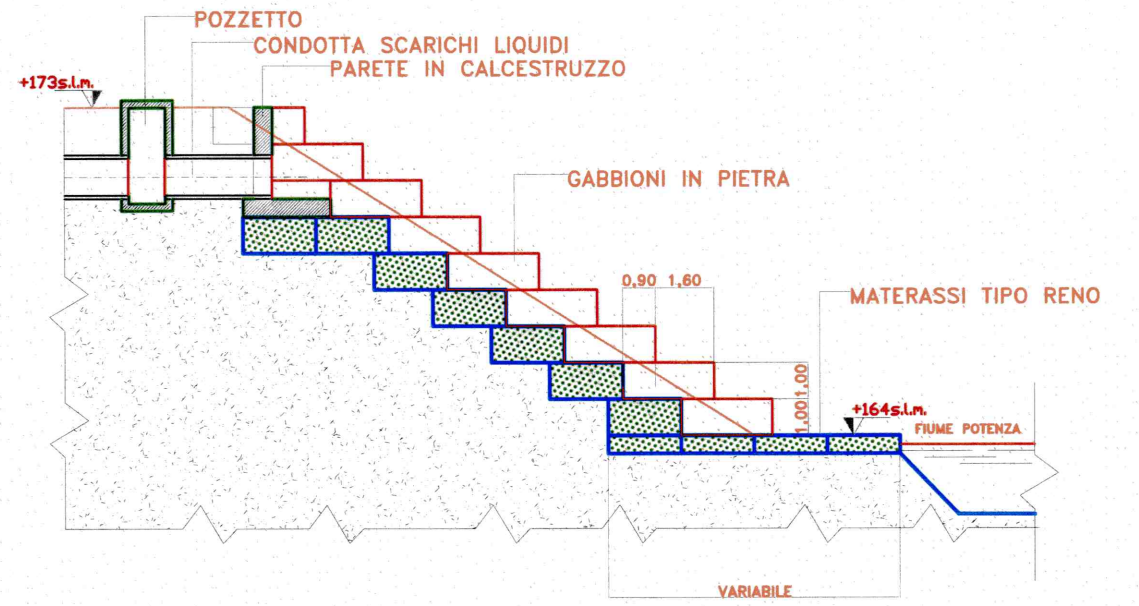 POZZETTO
CONDOTTA SCARICHI LIQUIDI
PARETE IN CALCESTRUZZO
+173s.l.m.
GABBIONI IN PIETRA
0,90 1,60
MATERASSI TIPO RENO
1,00
1,00
+164s.l.m.
FIUME POTENZA
VARIABILE